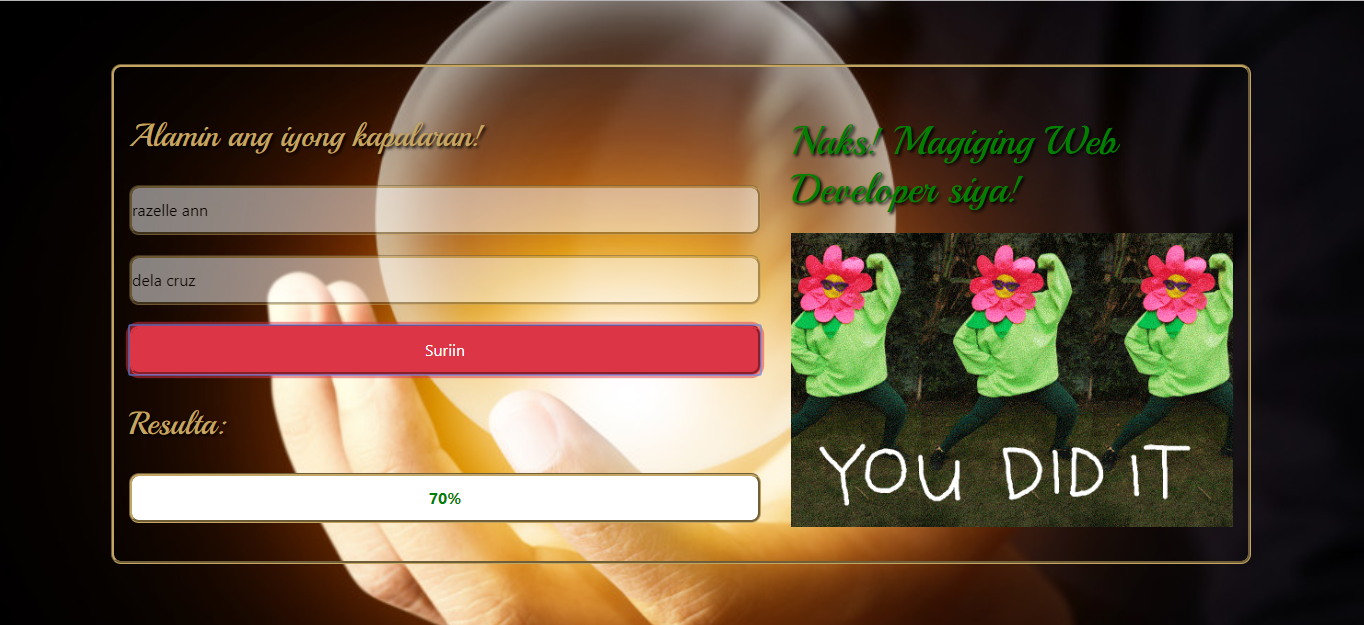 Alamin ang iyong kapalaran!
razelle ann
dela cruz
Suriin
Resulta:
70%
Naks! Magiging Web
Developer siya!
YOU DID IT